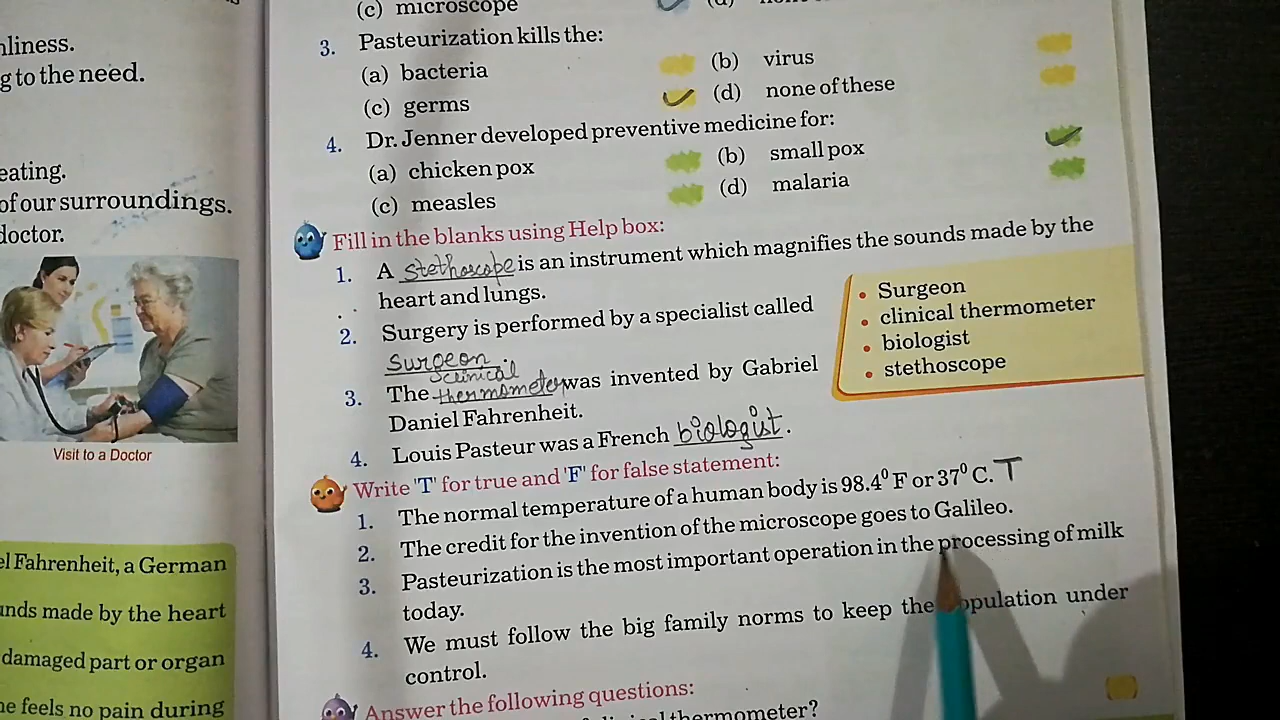 nliness.
g to the need.
eating.
of our surroundings.
doctor.
Visit to a Doctor
el Fahrenheit, a German
unds made by the heart
damaged part or organ
ne feels no pain during
(c) microscope
3. Pasteurization kills the:
(a) bacteria (b) virus
(c) germs (d) none of these
4. Dr. Jenner developed preventive medicine for:
(a) chicken pox (b) small pox
(c) measles (d) malaria
Fill in the blanks using Help box:
1. A stethoscope is an instrument which magnifies the sounds made by the
heart and lungs.
2. Surgery is performed by a specialist called
surgeon.
clinical
3. The thermometer was invented by Gabriel
Daniel Fahrenheit.
4. Louis Pasteur was a French biologist.
• Surgeon
• clinical thermometer
• biologist
• stethoscope
Write 'T' for true and 'F' for false statement:
1. The normal temperature of a human body is 98.4⁰ F or 37⁰ C. T
2. The credit for the invention of the microscope goes to Galileo.
3. Pasteurization is the most important operation in the processing of milk
today.
4. We must follow the big family norms to keep the population under
control.
Answer the following questions:
clinical thermometer?